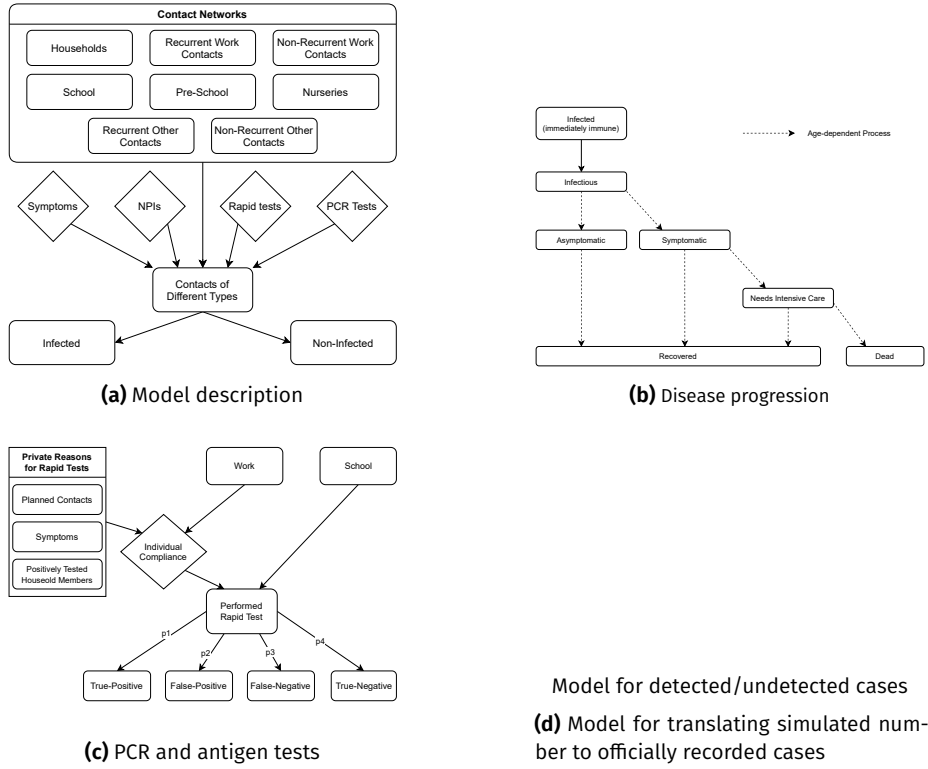 Contact Networks
Households
Recurrent Work
Contacts
Non-Recurrent Work
Contacts
School
Pre-School
Nurseries
Recurrent Other
Contacts
Non-Recurrent Other
Contacts
Symptoms
NPIs
Rapid tests
PCR Tests
Contacts of
Different Types
Infected
Non-Infected
(a) Model description
Infected
(immediately immune)
Age-dependent Process
Infectious
Asymptomatic
Symptomatic
Needs Intensive Care
Recovered
Dead
(b) Disease progression
Private Reasons
for Rapid Tests
Planned Contacts
Symptoms
Positively Tested
Househoid Members
Work
School
Individual
Compliance
Performed
Rapid Test
p1
p2
p3
p4
True-Positive
False-Positive
False-Negative
True-Negative
(c) PCR and antigen tests
Model for detected/undetected cases
(d) Model for translating simulated num-
ber to officially recorded cases